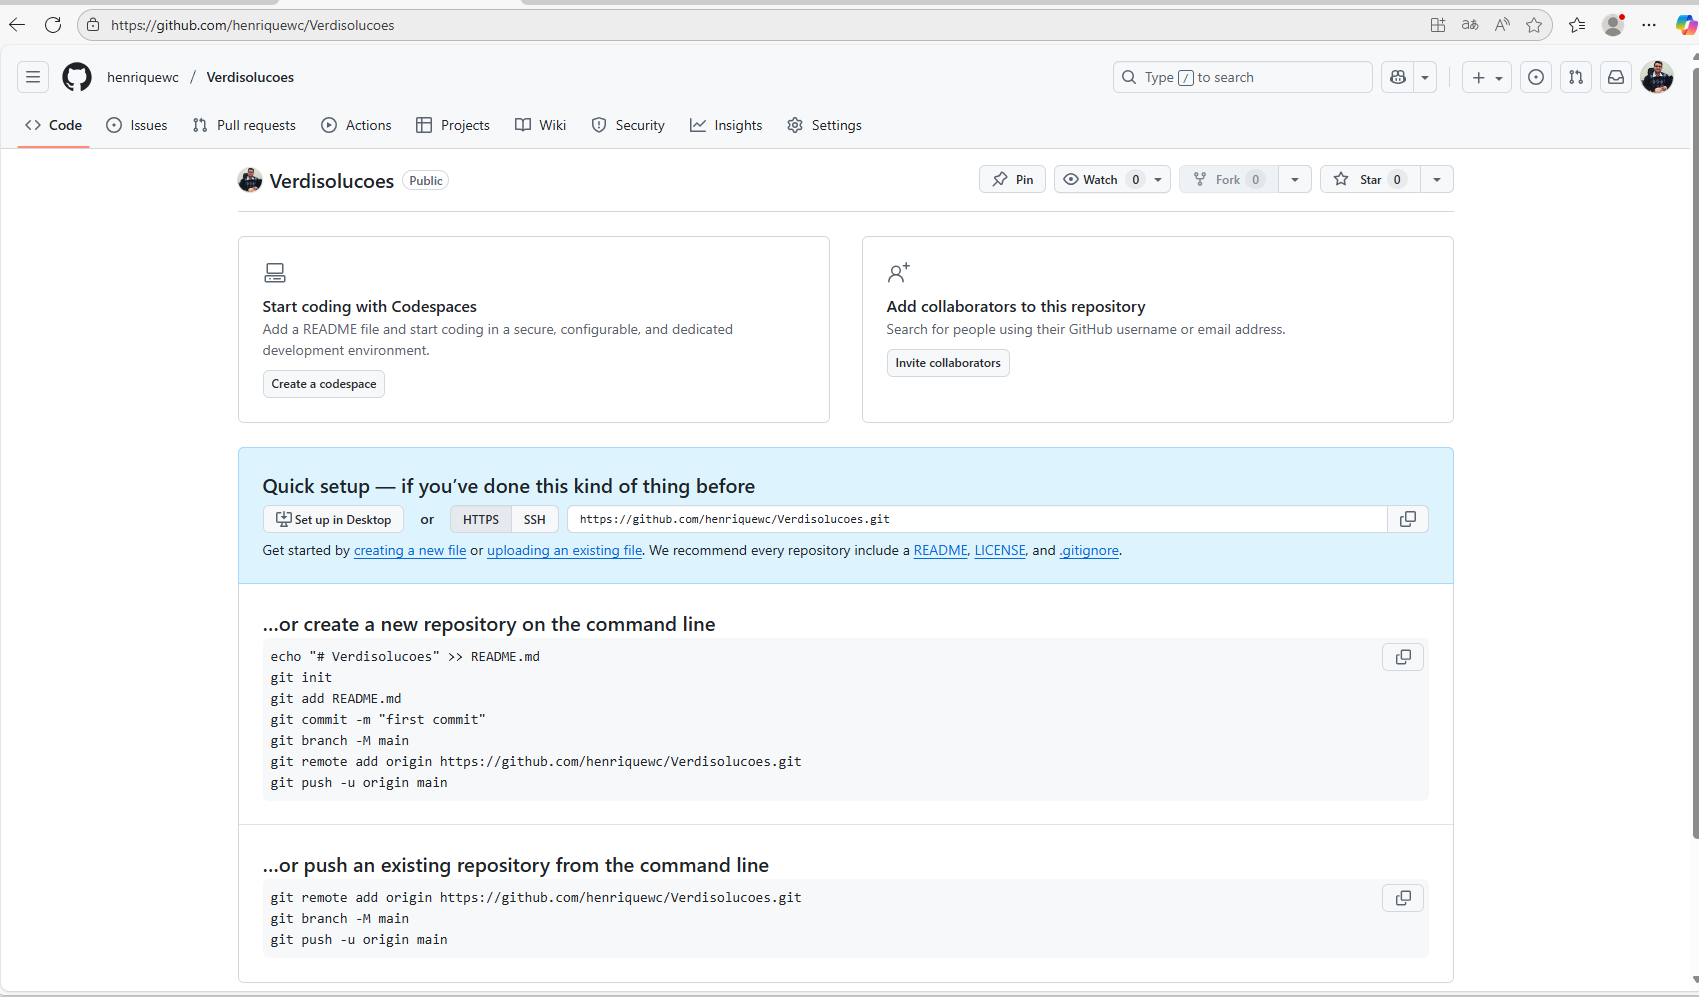 https://github.com/henriquewc/Verdisolucoes
henriquewc / Verdisolucoes
Type / to search
Code Issues Pull requests Actions Projects Wiki Security Insights Settings
Verdisolucoes Public
Pin Watch 0 Fork 0 Star 0
Start coding with Codespaces
Add a README file and start coding in a secure, configurable, and dedicated
development environment.
Create a codespace
Add collaborators to this repository
Search for people using their GitHub username or email address.
Invite collaborators
Quick setup — if you’ve done this kind of thing before
Set up in Desktop or HTTPS SSH https://github.com/henriquewc/Verdisolucoes.git
Get started by creating a new file or uploading an existing file. We recommend every repository include a README, LICENSE, and .gitignore.
…or create a new repository on the command line
echo "# Verdisolucoes" >> README.md
git init
git add README.md
git commit -m "first commit"
git branch -M main
git remote add origin https://github.com/henriquewc/Verdisolucoes.git
git push -u origin main
…or push an existing repository from the command line
git remote add origin https://github.com/henriquewc/Verdisolucoes.git
git branch -M main
git push -u origin main